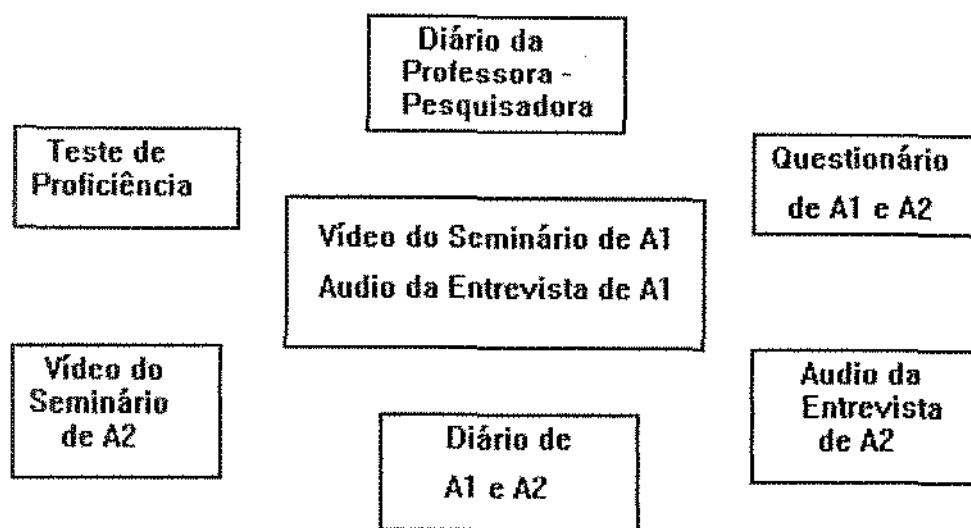 Diário da
Professora -
Pesquisadora
Teste de
Proficiência
Questionário
de A1 e A2
Vídeo do Seminário de A1
Audio da Entrevista de A1
Vídeo do
Seminário
de A2
Diário de
A1 e A2
Audio da
Entrevista
de A2